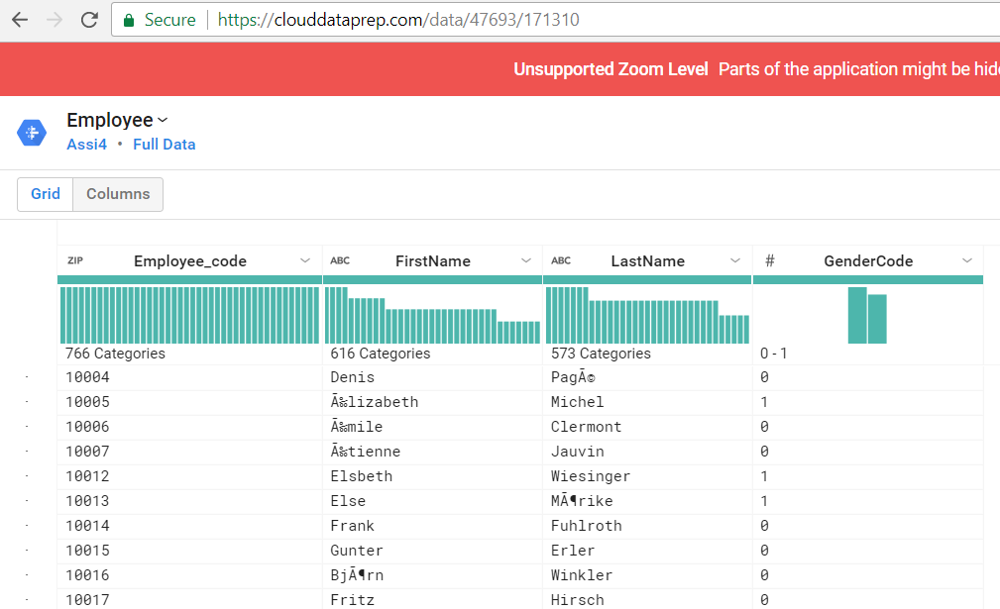 Secure https://clouddataprep.com/data/47693/171310
Unsupported Zoom Level Parts of the application might be hid
Employee
Assi4 • Full Data
Grid Columns
ZIP Employee_code ABC FirstName ABC LastName # GenderCode
766 Categories 616 Categories 573 Categories 0 - 1
10004 Denis PagÃ© 0
10005 Ã‰lizabeth Michel 1
10006 Ã‰mile Clermont 0
10007 Ã‰tienne Jauvin 0
10012 Elsbeth Wiesinger 1
10013 Else MÃ¶rike 1
10014 Frank Fuhlroth 0
10015 Gunter Erler 0
10016 BjÃ¶rn Winkler 0
10017 Fritz Hirsch 0